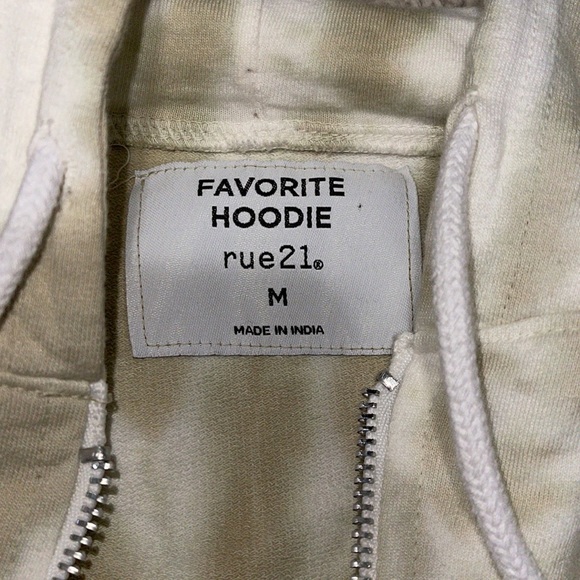 FAVORITE
HOODIE
rue21®
M
MADE IN INDIA